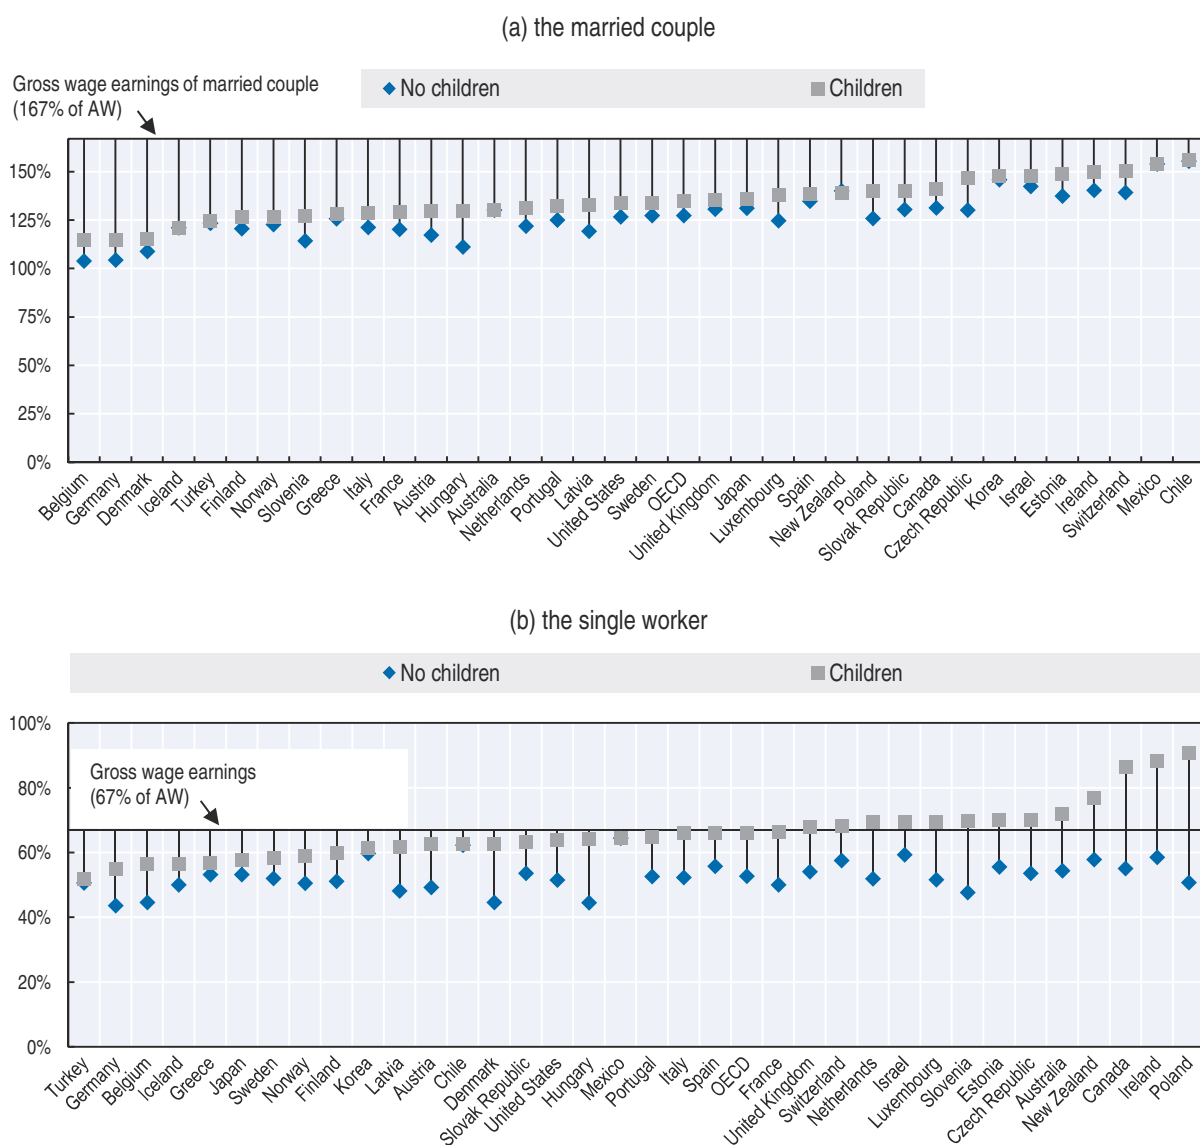 (a) the married couple
Gross wage earnings of married couple
(167% of AW)
No children
Children
150%
125%
100%
75%
50%
25%
0%
Belgium
Germany
Denmark
Iceland
Turkey
Finland
Norway
Slovenia
Greece
Italy
France
Austria
Hungary
Australia
Netherlands
Portugal
Latvia
United States
Sweden
OECD
United Kingdom
Japan
Luxembourg
Spain
New Zealand
Poland
Slovak Republic
Canada
Czech Republic
Korea
Israel
Estonia
Ireland
Switzerland
Mexico
Chile
(b) the single worker
No children
Children
100%
Gross wage earnings
(67% of AW)
80%
60%
40%
20%
0%
Turkey
Germany
Belgium
Iceland
Greece
Japan
Sweden
Norway
Finland
Korea
Latvia
Austria
Chile
Denmark
Slovak Republic
United States
Hungary
Mexico
Portugal
Italy
Spain
OECD
France
United Kingdom
Switzerland
Netherlands
Israel
Luxembourg
Slovenia
Estonia
Czech Republic
Australia
New Zealand
Canada
Ireland
Poland